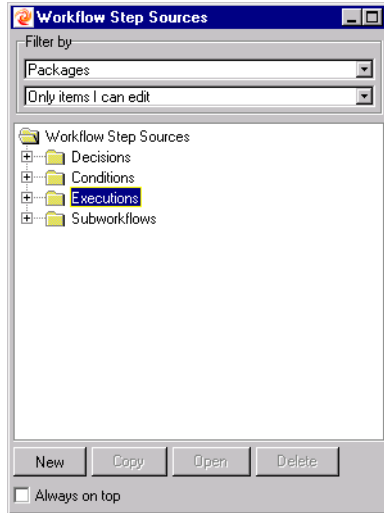 Workflow Step Sources
Filter by
Packages
Only items I can edit
Workflow Step Sources
Decisions
Conditions
Executions
Subworkflows
New Copy Open Delete
Always on top